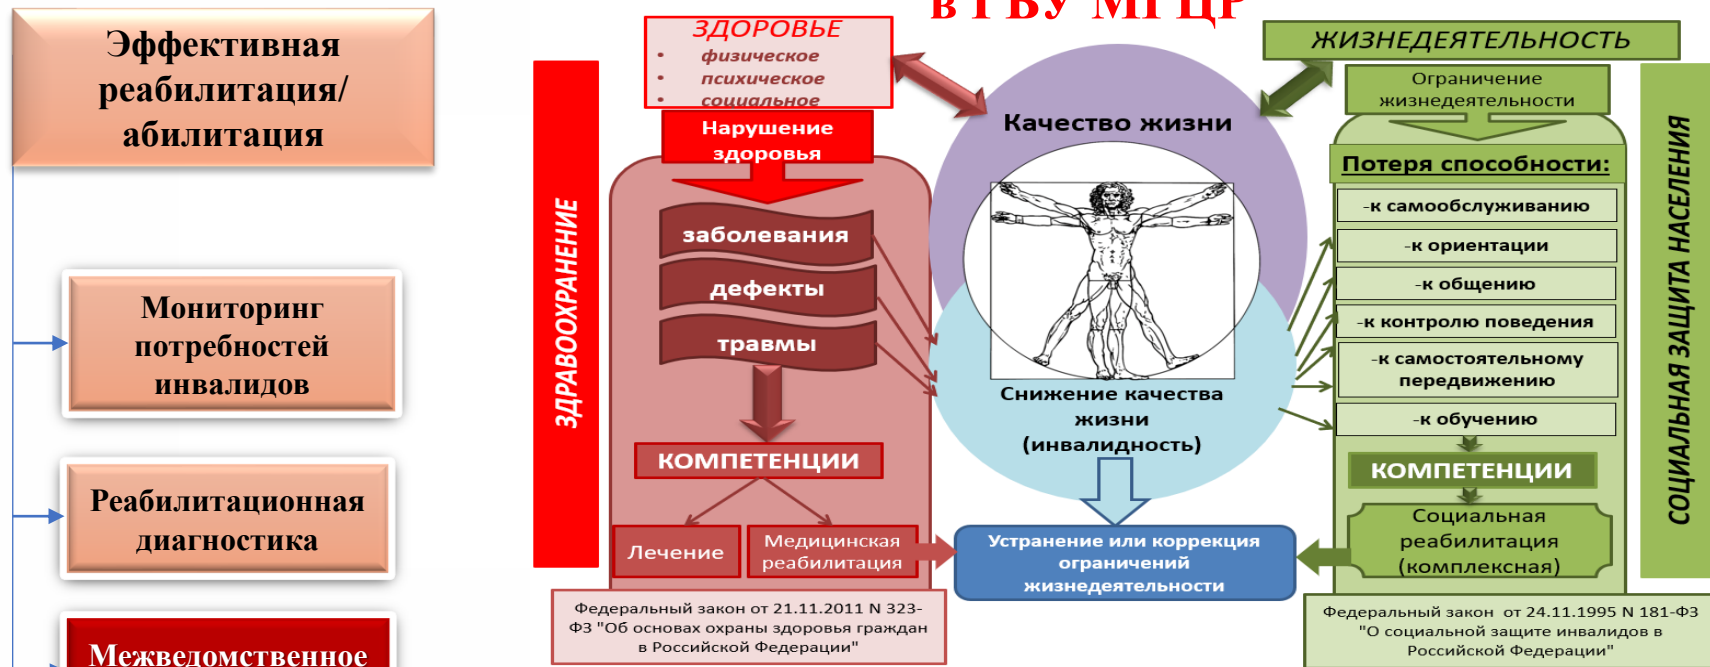 Эффективная
реабилитация/
абилитация
Мониторинг
потребностей
инвалидов
Реабилитационная
диагностика
Межведомственное
в ГБУ МГЦР
ЗДРАВООХРАНЕНИЕ
ЗДОРОВЬЕ
• физическое
• психическое
• социальное
Нарушение
здоровья
заболевания
дефекты
травмы
КОМПЕТЕНЦИИ
Лечение
Медицинская
реабилитация
Федеральный закон от 21.11.2011 N 323-
ФЗ "Об основах охраны здоровья граждан
в Российской Федерации"
Качество жизни
Снижение качества
жизни
(инвалидность)
Устранение или коррекция
ограничений
жизнедеятельности
ЖИЗНЕДЕЯТЕЛЬНОСТЬ
Ограничение
жизнедеятельности
Потеря способности:
-к самообслуживанию
-к ориентации
-к общению
-к контролю поведения
-к самостоятельному
передвижению
-к обучению
КОМПЕТЕНЦИИ
Социальная
реабилитация
(комплексная)
Федеральный закон от 24.11.1995 N 181-ФЗ
"О социальной защите инвалидов в
Российской Федерации"
СОЦИАЛЬНАЯ ЗАЩИТА НАСЕЛЕНИЯ